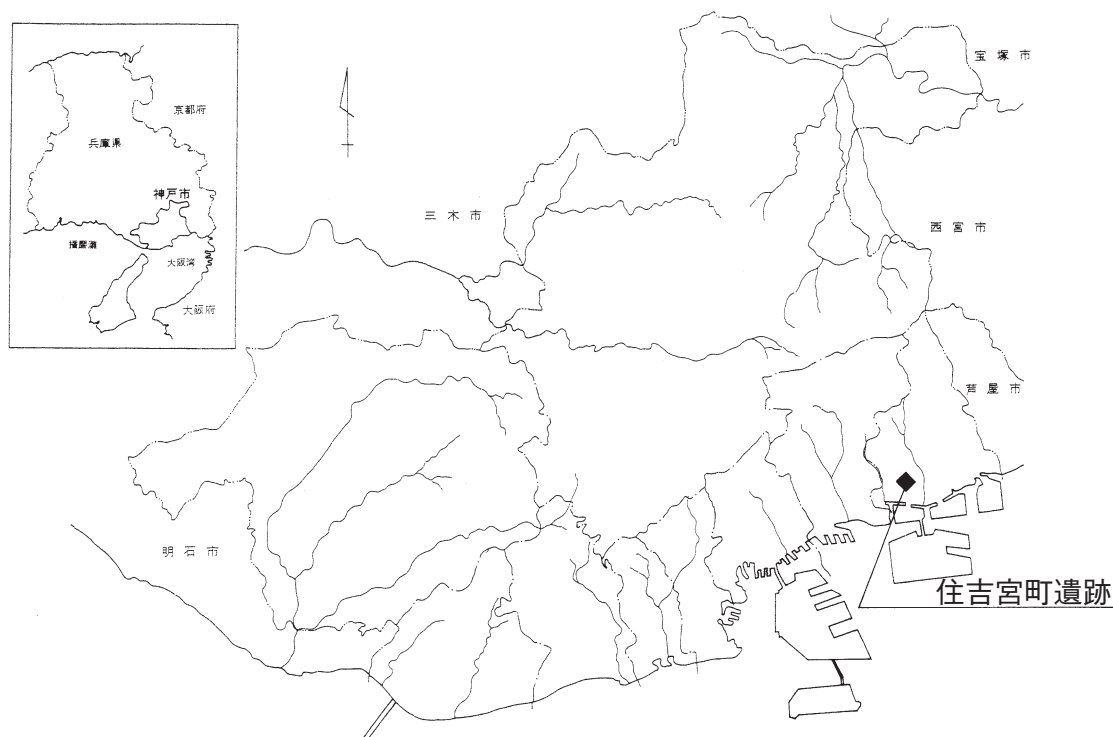 京都府
兵庫県
神戸市
播磨灘
大阪湾
大阪府
宝塚市
三木市
西宮市
芦屋市
明石市
住吉宮町遺跡